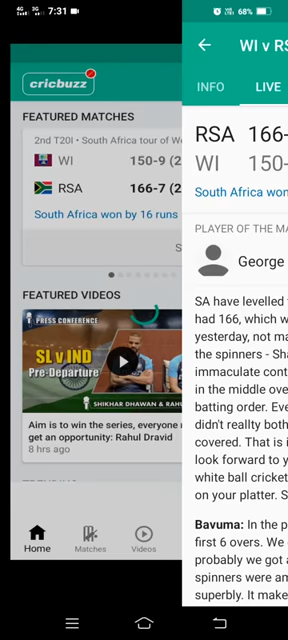 4G 3G 7:31 68%
cricbuzz
FEATURED MATCHES
2nd T20I • South Africa tour of We
WI 150-9 (2
RSA 166-7 (2
South Africa won by 16 runs
S
FEATURED VIDEOS
PRESS CONFERENCE
SL v IND
Pre-Departure
SHIKHAR DHAWAN & RAH
Aim is to win the series, everyone m
get an opportunity: Rahul Dravid
8 hrs ago
Home
Matches
Videos
WI v RS
INFO
LIVE
RSA 166-
WI 150-
South Africa won
PLAYER OF THE MA
George
SA have levelled
had 166, which w
yesterday, not ma
the spinners - Sha
immaculate cont
in the middle ove
batting order. Eve
didn't reallty both
covered. That is i
look forward to y
white ball cricket
on your platter. S
Bavuma: In the p
first 6 overs. We
probably we got a
spinners were am
superbly. It make